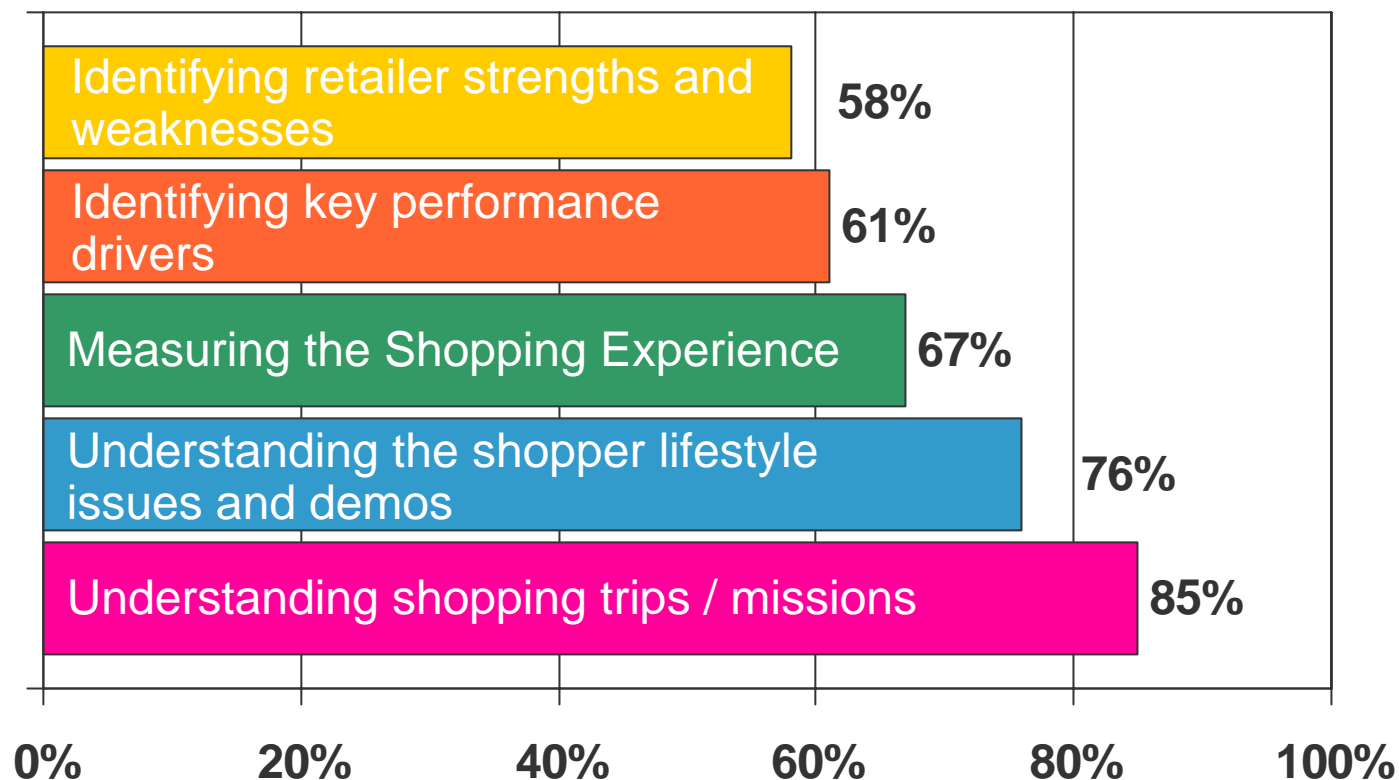 Identifying retailer strengths and
weaknesses
58%
Identifying key performance
drivers
61%
Measuring the Shopping Experience
67%
Understanding the shopper lifestyle
issues and demos
76%
Understanding shopping trips / missions
85%
0% 20% 40% 60% 80% 100%